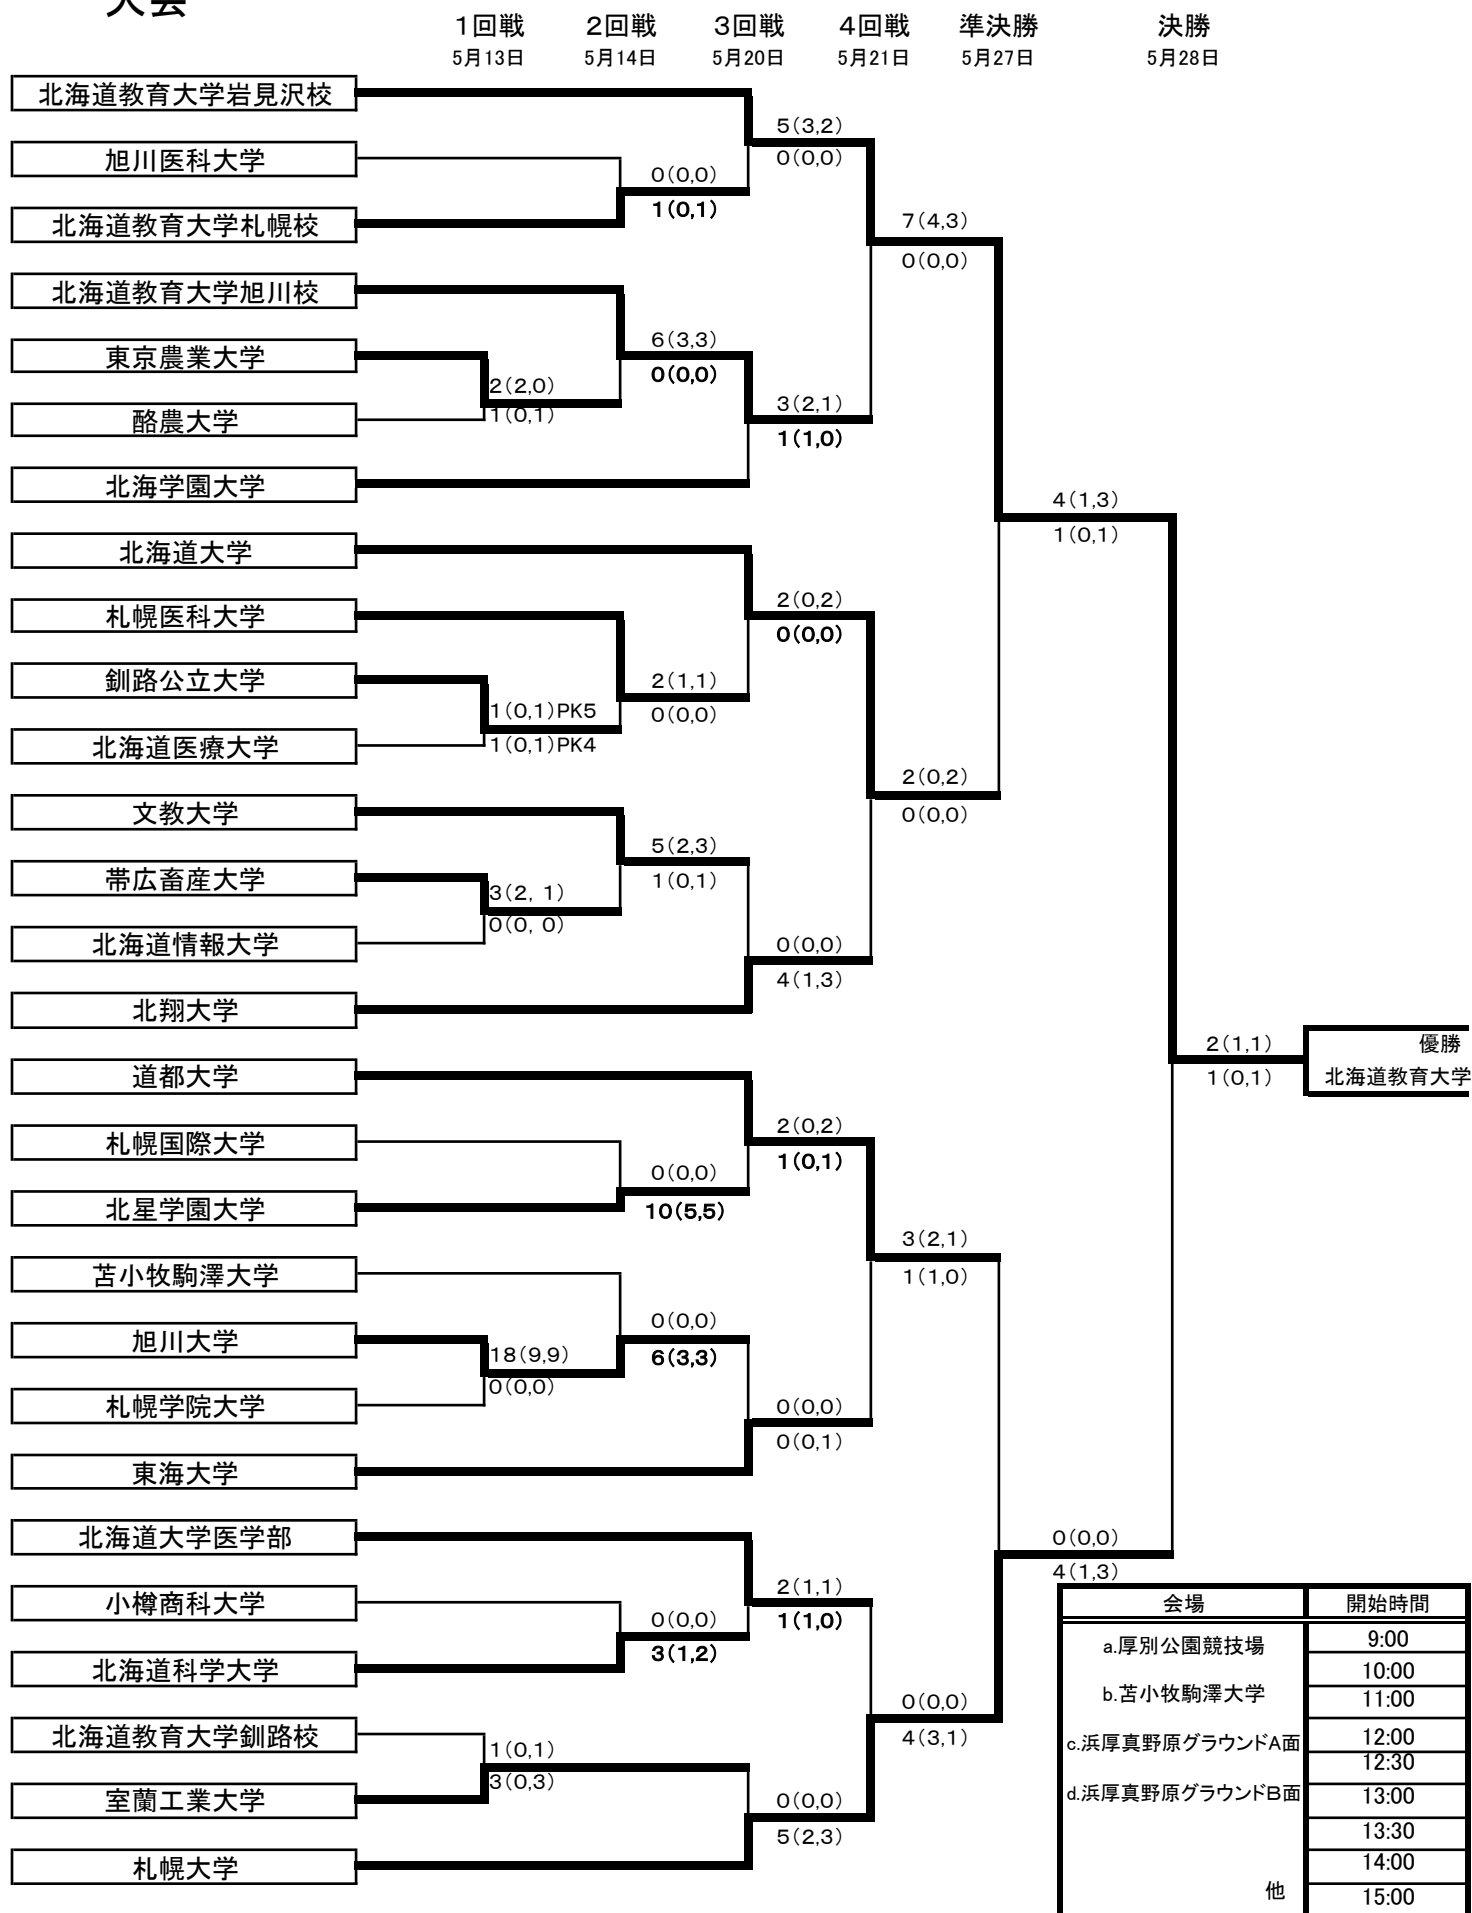 大会
1回戦 2回戦 3回戦 4回戦 準決勝 決勝
5月13日 5月14日 5月20日 5月21日 5月27日 5月28日
北海道教育大学岩見沢校
5(3,2)
旭川医科大学
0(0,0)
0(0,0)
1(0,1)
北海道教育大学札幌校
7(4,3)
0(0,0)
北海道教育大学旭川校
6(3,3)
東京農業大学
0(0,0)
2(2,0)
3(2,1)
1(0,1)
酪農大学
1(1,0)
北海学園大学
4(1,3)
1(0,1)
北海道大学
2(0,2)
札幌医科大学
0(0,0)
釧路公立大学
2(1,1)
1(0,1)PK5
0(0,0)
北海道医療大学
1(0,1)PK4
2(0,2)
文教大学
0(0,0)
5(2,3)
帯広畜産大学
1(0,1)
3(2, 1)
0(0, 0)
北海道情報大学
0(0,0)
4(1,3)
北翔大学
2(1,1)
優勝
道都大学
1(0,1)
北海道教育大学
2(0,2)
札幌国際大学
1(0,1)
0(0,0)
北星学園大学
10(5,5)
3(2,1)
苫小牧駒澤大学
1(1,0)
0(0,0)
旭川大学
18(9,9)
6(3,3)
0(0,0)
札幌学院大学
0(0,0)
0(0,1)
東海大学
北海道大学医学部
0(0,0)
4(1,3)
2(1,1)
小樽商科大学
0(0,0)
1(1,0)
3(1,2)
北海道科学大学
0(0,0)
北海道教育大学釧路校
4(3,1)
1(0,1)
3(0,3)
室蘭工業大学
0(0,0)
5(2,3)
札幌大学
会場 開始時間
a.厚別公園競技場
9:00
10:00
b.苫小牧駒澤大学
11:00
c.浜厚真野原グラウンドA面
12:00
12:30
d.浜厚真野原グラウンドB面
13:00
13:30
14:00
他
15:00